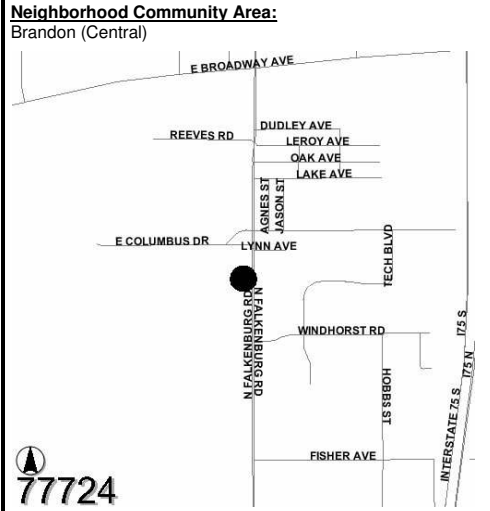 Neighborhood Community Area:
Brandon (Central)
E BROADWAY AVE
DUDLEY AVE
REEVES RD
LEROY AVE
OAK AVE
LAKE AVE
AGNES ST
JASON ST
E COLUMBUS DR
LYNN AVE
TECH BLVD
N FALKENBURG RD
N FALKENBURG RD
WINDHORST RD
I75 S
I75 N
HOBBS ST
INTERSTATE 75 S
FISHER AVE
77724